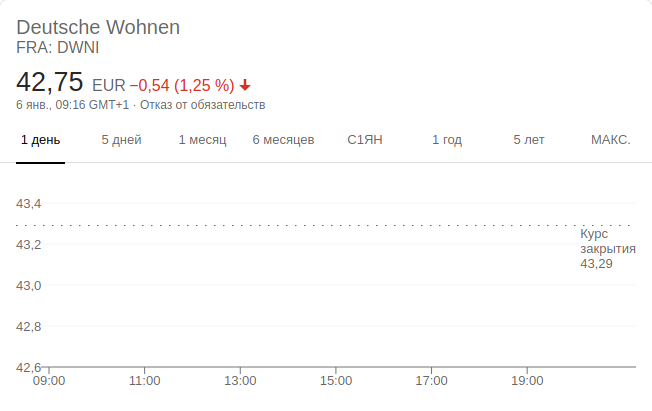 Deutsche Wohnen
FRA: DWNI
42,75 EUR −0,54 (1,25 %)
6 янв., 09:16 GMT+1 · Отказ от обязательств
1 день 5 дней 1 месяц 6 месяцев С1ЯН 1 год 5 лет МАКС.
43,4
Курс
закрытия
43,29
43,2
43,0
42,8
42,6
09:00 11:00 13:00 15:00 17:00 19:00